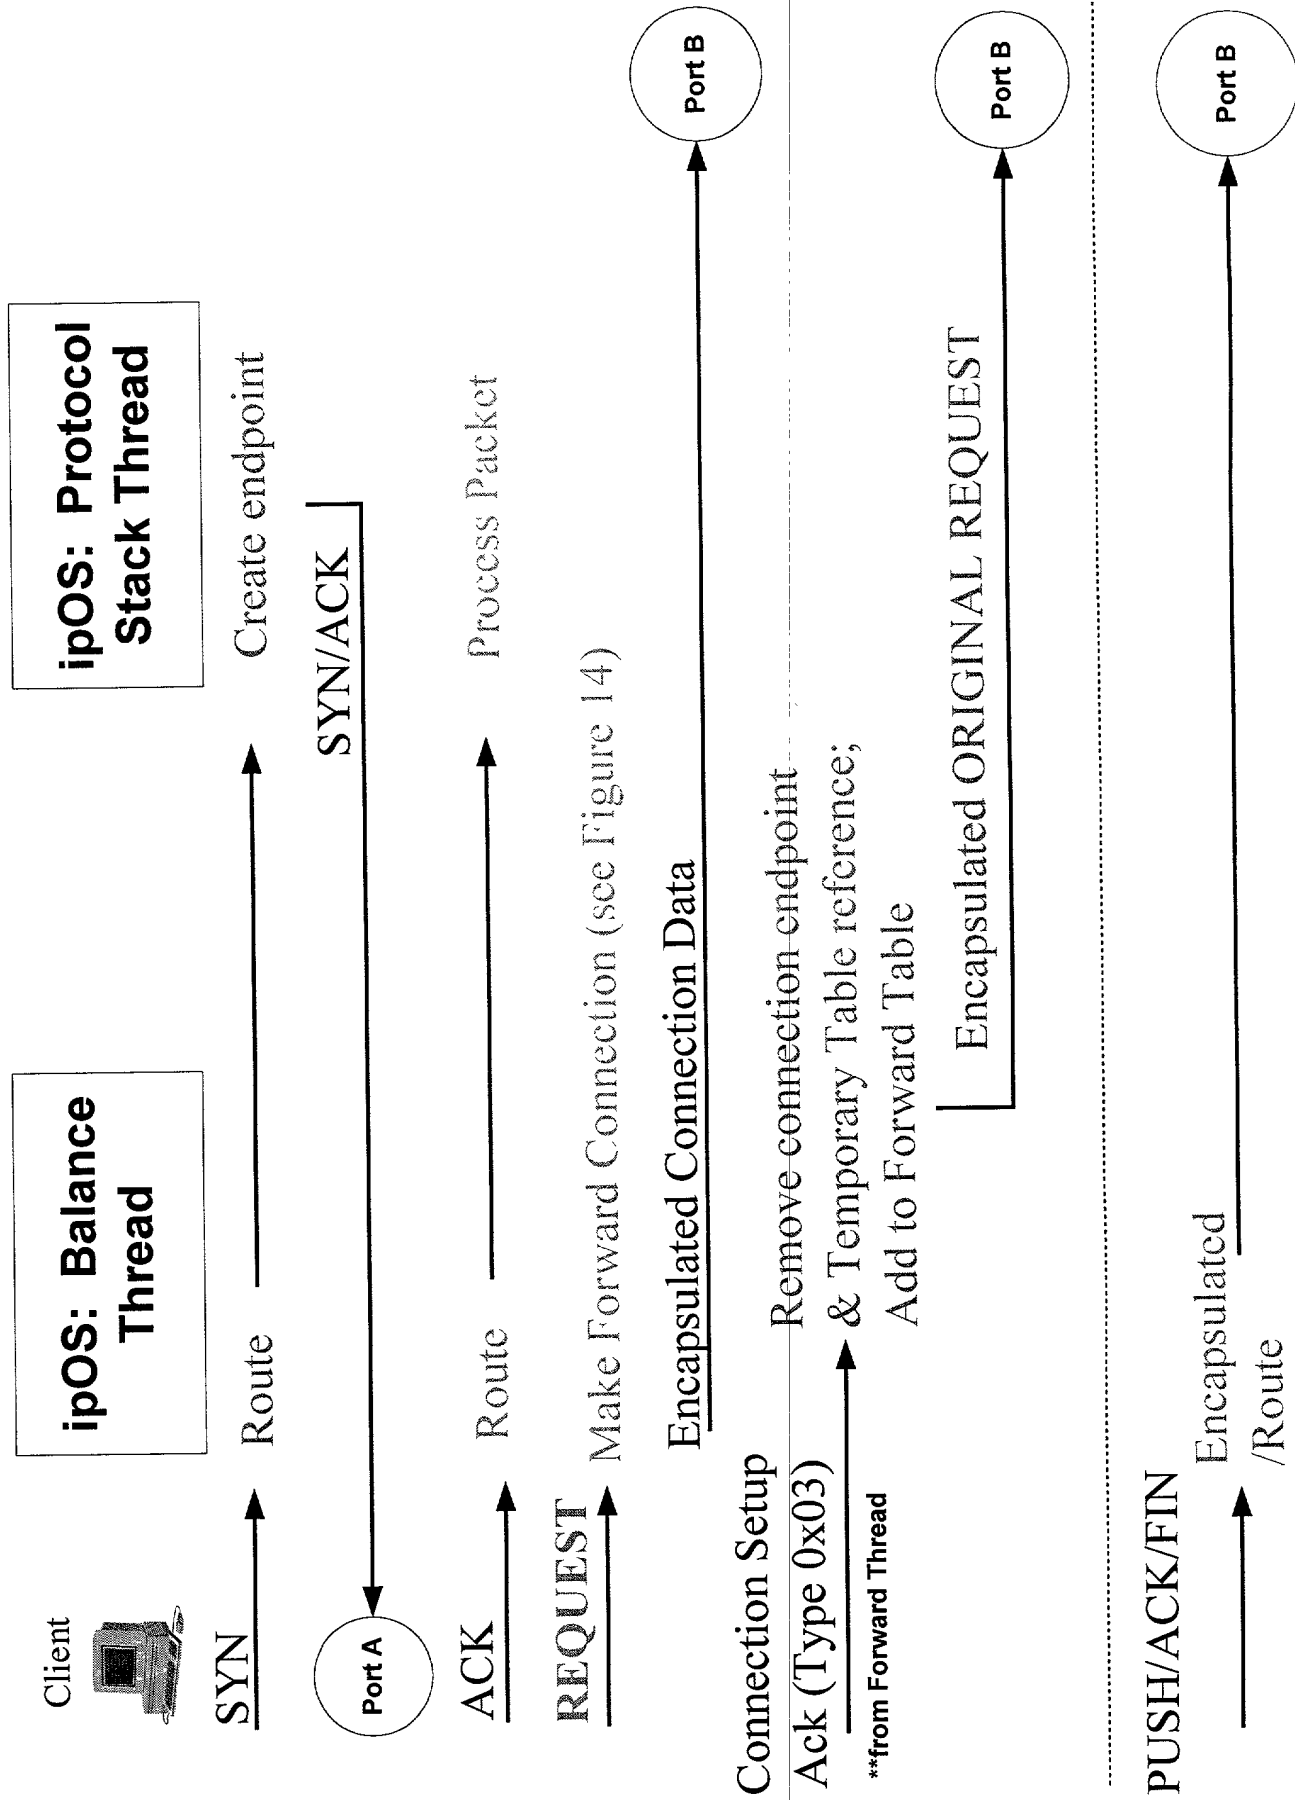 Client
ipOS: Balance
Thread
ipOS: Protocol
Stack Thread
SYN
Route
Create endpoint
SYN/ACK
Port A
ACK
Route
Process Packet
REQUEST
Make Forward Connection (see Figure 14)
Encapsulated Connection Data
Port B
Connection Setup
Ack (Type 0x03)
**from Forward Thread
Remove connection endpoint
& Temporary Table reference;
Add to Forward Table
Encapsulated ORIGINAL REQUEST
Port B
PUSH/ACK/FIN
Encapsulated
/Route
Port B